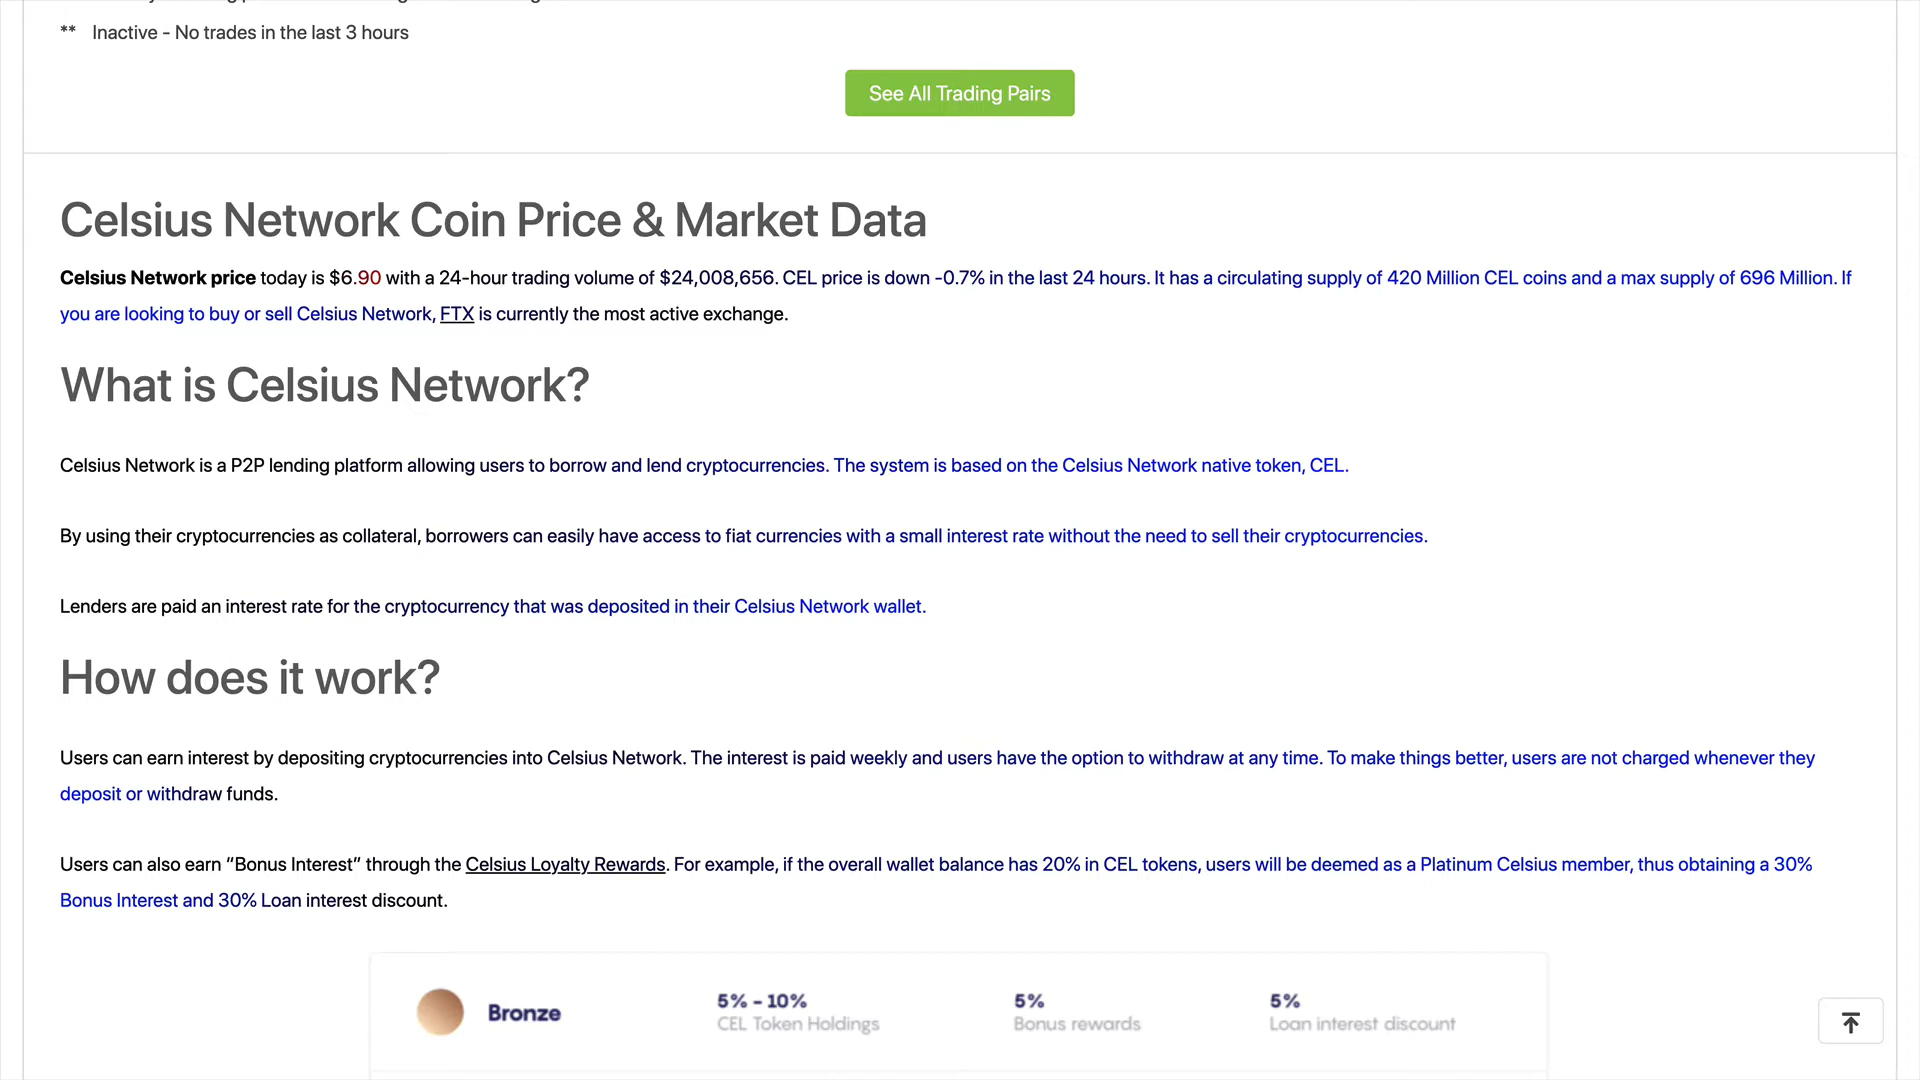 ** Inactive - No trades in the last 3 hours
See All Trading Pairs
Celsius Network Coin Price & Market Data
Celsius Network price today is $6.90 with a 24-hour trading volume of $24,008,656. CEL price is down -0.7% in the last 24 hours. It has a circulating supply of 420 Million CEL coins and a max supply of 696 Million. If
you are looking to buy or sell Celsius Network, FTX is currently the most active exchange.
What is Celsius Network?
Celsius Network is a P2P lending platform allowing users to borrow and lend cryptocurrencies. The system is based on the Celsius Network native token, CEL.
By using their cryptocurrencies as collateral, borrowers can easily have access to fiat currencies with a small interest rate without the need to sell their cryptocurrencies.
Lenders are paid an interest rate for the cryptocurrency that was deposited in their Celsius Network wallet.
How does it work?
Users can earn interest by depositing cryptocurrencies into Celsius Network. The interest is paid weekly and users have the option to withdraw at any time. To make things better, users are not charged whenever they
deposit or withdraw funds.
Users can also earn “Bonus Interest” through the Celsius Loyalty Rewards. For example, if the overall wallet balance has 20% in CEL tokens, users will be deemed as a Platinum Celsius member, thus obtaining a 30%
Bonus Interest and 30% Loan interest discount.
Bronze
5% - 10%
CEL Token Holdings
5%
Bonus rewards
5%
Loan interest discount